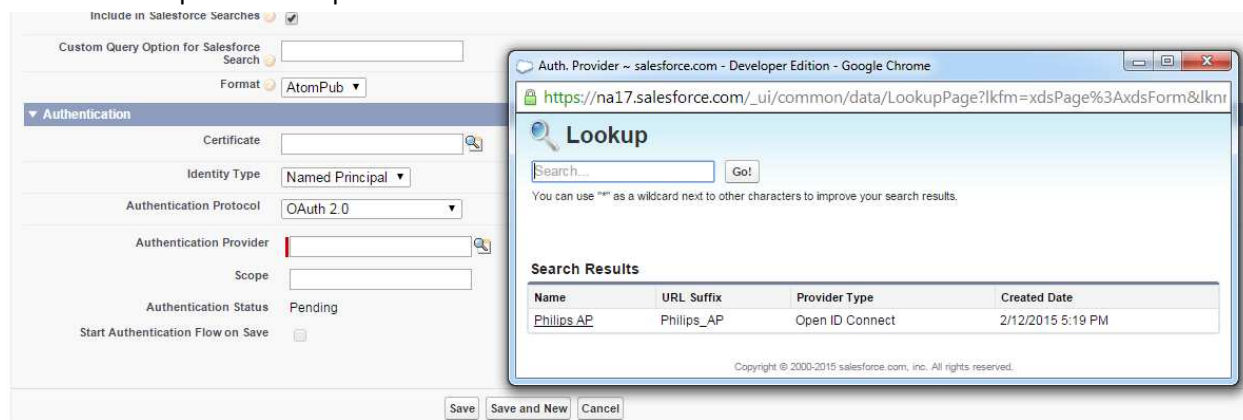 Include in Salesforce Searches
Custom Query Option for Salesforce
Search
Format AtomPub
Authentication
Certificate
Identity Type Named Principal
Authentication Protocol OAuth 2.0
Authentication Provider
Scope
Authentication Status Pending
Start Authentication Flow on Save
Save Save and New Cancel
Auth. Provider ~ salesforce.com - Developer Edition - Google Chrome
https://na17.salesforce.com/_ui/common/data/LookupPage?lkfm=xdsPage%3AxdsForm&lknr
Lookup
Search... Go!
You can use "*" as a wildcard next to other characters to improve your search results.
Search Results
Name URL Suffix Provider Type Created Date
Philips AP Philips_AP Open ID Connect 2/12/2015 5:19 PM
Copyright © 2000-2015 salesforce.com, inc. All rights reserved.